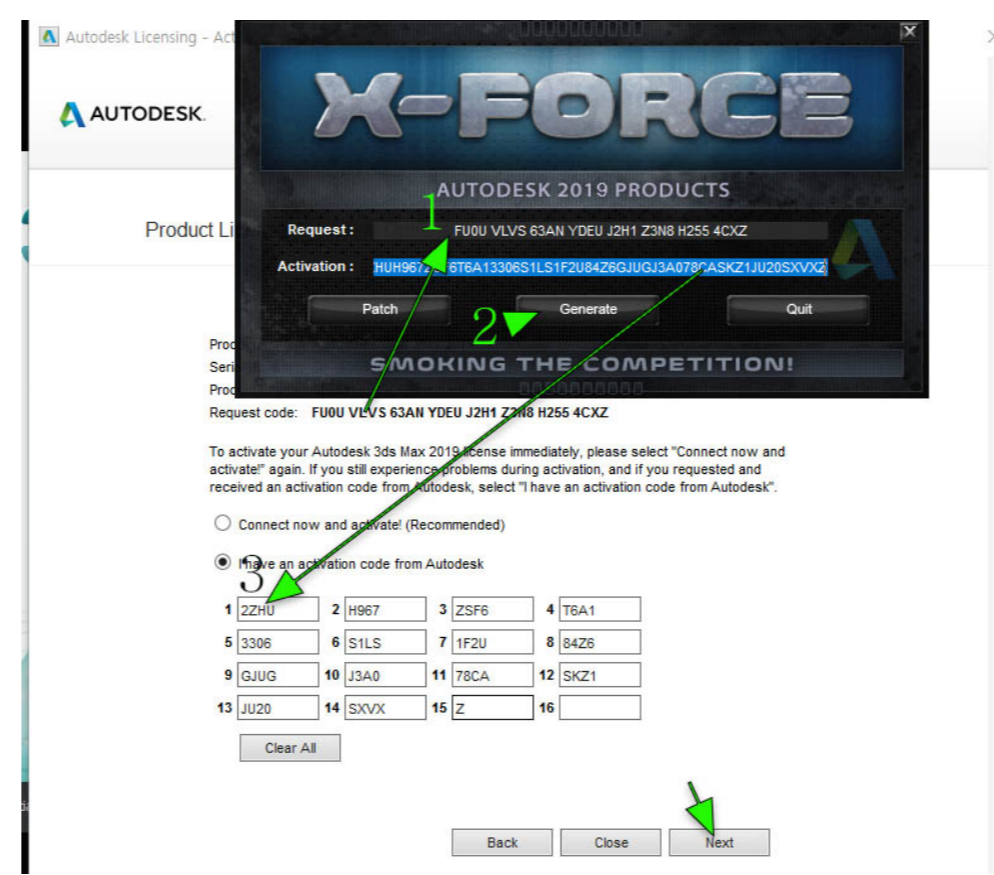 Autodesk Licensing - Act
AUTODESK.
X-FORCE
AUTODESK 2019 PRODUCTS
1
Product Li
Request : FU0U VLVS 63AN YDEU J2H1 Z3N8 H255 4CXZ
Activation :
Patch Generate Quit
2
SMOKING THE COMPETITION!
Proc
Seri
Proc
Request code: FU0U VLVS 63AN YDEU J2H1 Z3N8 H255 4CXZ
To activate your Autodesk 3ds Max 2019 license immediately, please select "Connect now and
activate!" again. If you still experience problems during activation, and if you requested and
received an activation code from Autodesk, select "I have an activation code from Autodesk".
Connect now and activate! (Recommended)
I have an activation code from Autodesk
3
1 2ZHU 2 H967 3 ZSF6 4 T6A1
5 3306 6 S1LS 7 1F2U 8 84Z6
9 GJUG 10 J3A0 11 78CA 12 SKZ1
13 JU20 14 SXVX 15 Z 16
Clear All
Back Close Next